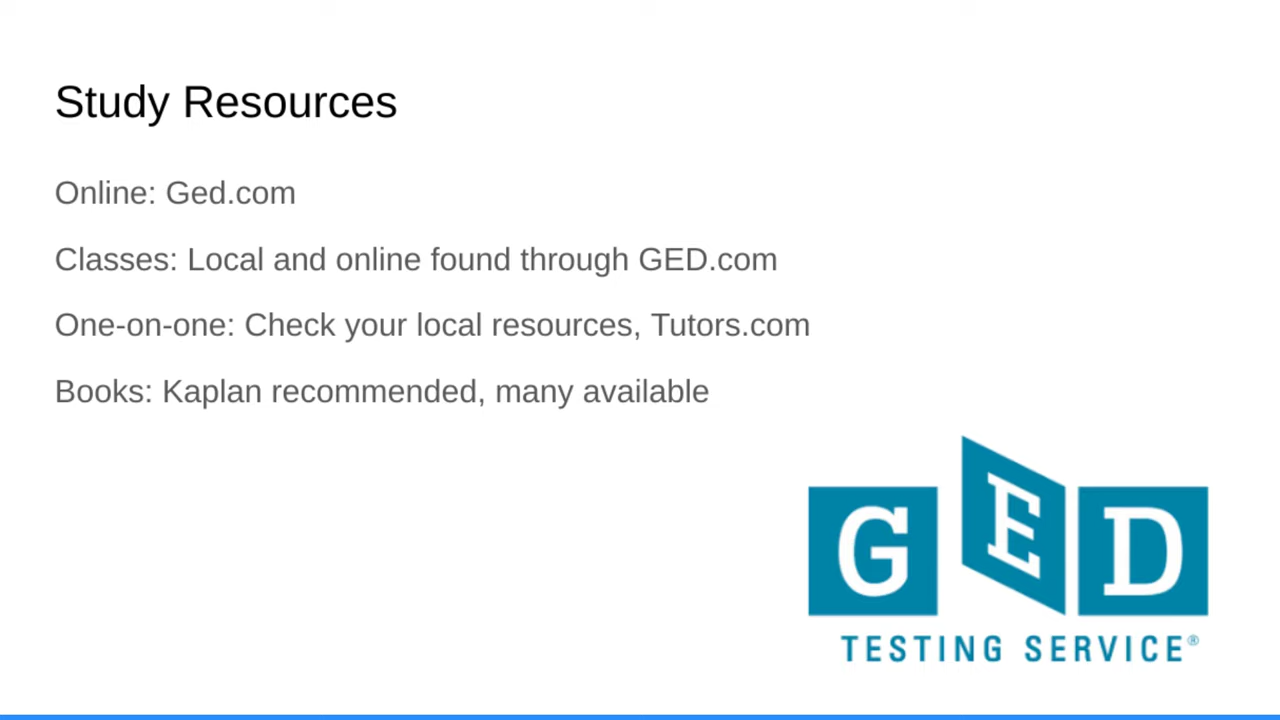 Study Resources
Online: Ged.com
Classes: Local and online found through GED.com
One-on-one: Check your local resources, Tutors.com
Books: Kaplan recommended, many available
GED
TESTING SERVICE®